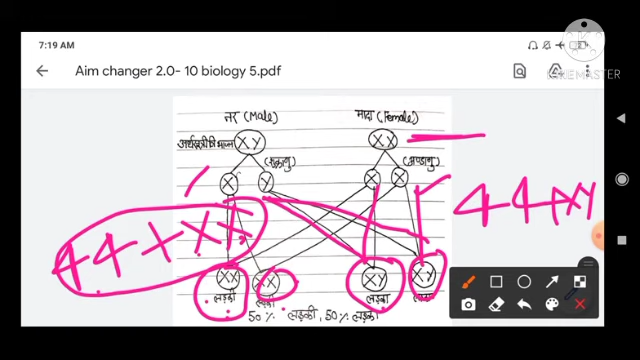 7:19 AM
KINEMASTER
Aim changer 2.0- 10 biology 5.pdf
नर (Male) मादा (Female)
XY XX
(शुक्राणु) (अण्डाणु)
X Y X X
44+XX 44+XY
XX XX XY XY
लड़की लड़की लड़का
50% लड़की, 50% लड़का